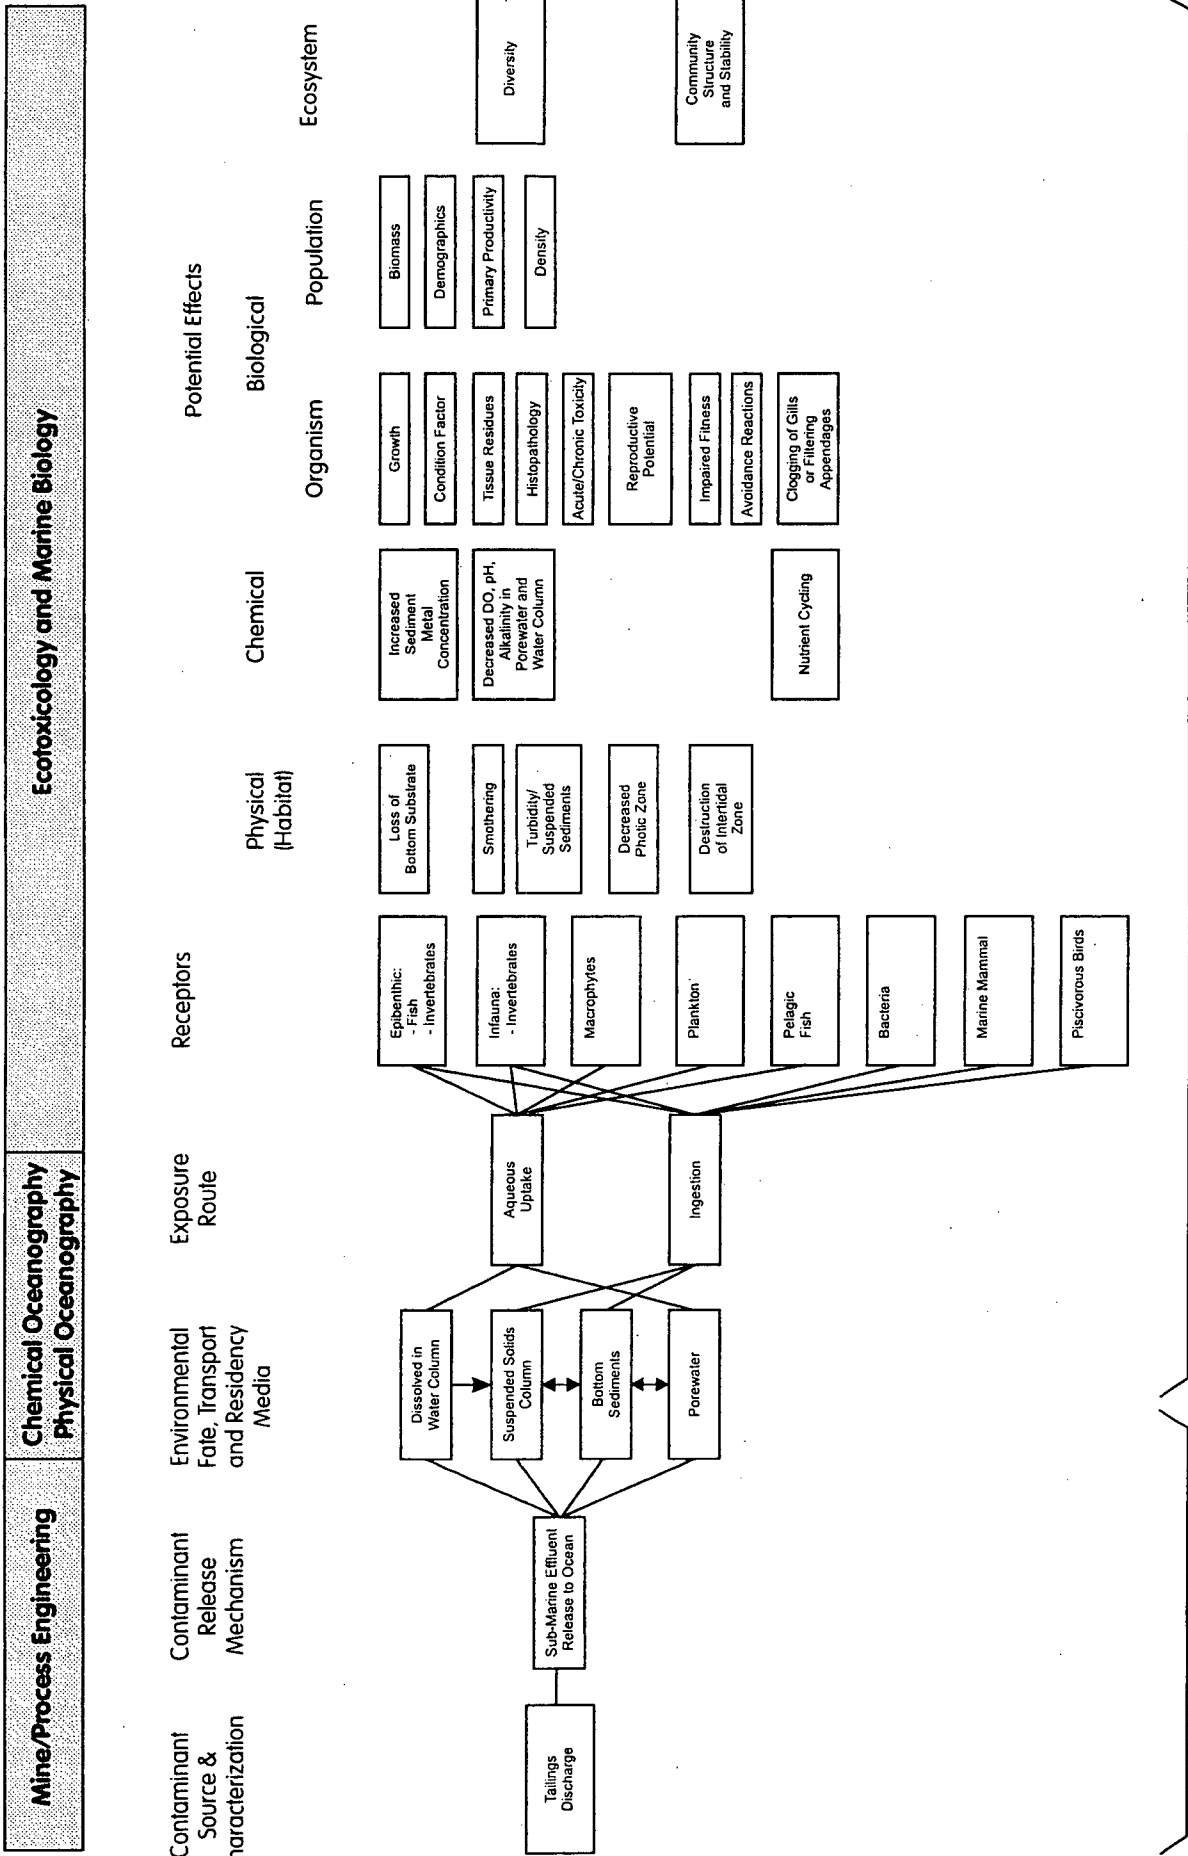 Mine/Process Engineering
Chemical Oceanography
Physical Oceanography
Ecotoxicology and Marine Biology
Contaminant
Source &
haracterization
Contaminant
Release
Mechanism
Environmental
Fate, Transport
and Residency
Media
Exposure
Route
Receptors
Potential Effects
Physical
(Habitat)
Chemical
Biological
Organism
Population
Ecosystem
Tailings
Discharge
Sub-Marine Effluent
Release to Ocean
Dissolved in
Water Column
Suspended Solids
Column
Bottom
Sediments
Porewater
Aqueous
Uptake
Ingestion
Epibenthic:
- Fish
- Invertebrates
Infauna:
- Invertebrates
Macrophytes
Plankton
Pelagic
Fish
Bacteria
Marine Mammal
Piscivorous Birds
Loss of
Bottom Substrate
Smothering
Turbidity/
Suspended
Sediments
Decreased
Photic Zone
Destruction
of Intertidal
Zone
Increased
Sediment
Metal
Concentration
Decreased DO, pH,
Alkalinity in
Porewater and
Water Column
Nutrient Cycling
Growth
Condition Factor
Tissue Residues
Histopathology
Acute/Chronic Toxicity
Reproductive
Potential
Impaired Fitness
Avoidance Reactions
Clogging of Gills
or Filtering
Appendages
Biomass
Demographics
Primary Productivity
Density
Diversity
Community
Structure
and Stability